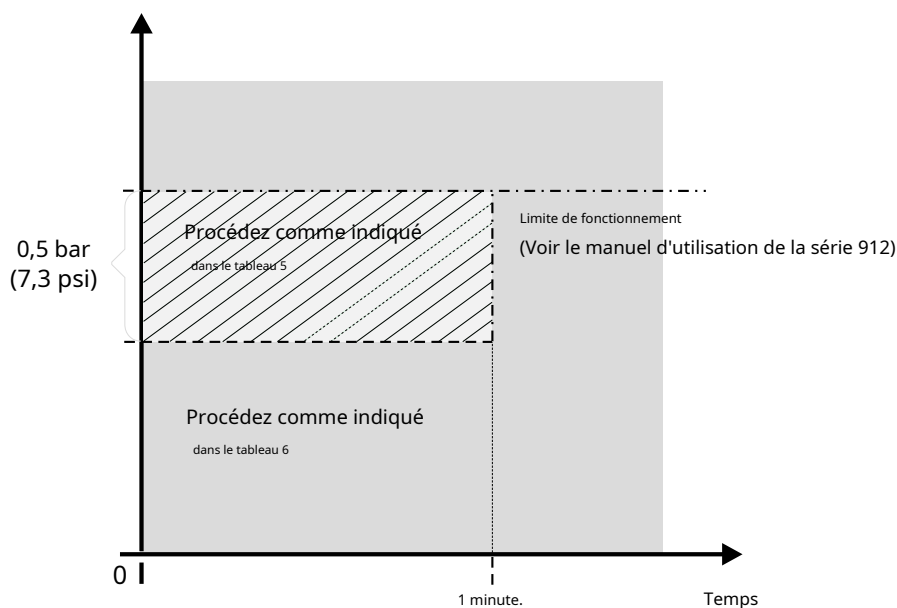 Procédez comme indiqué
dans le tableau 5
Limite de fonctionnement
(Voir le manuel d'utilisation de la série 912)
0,5 bar
(7,3 psi)
Procédez comme indiqué
dans le tableau 6
0
1 minute.
Temps